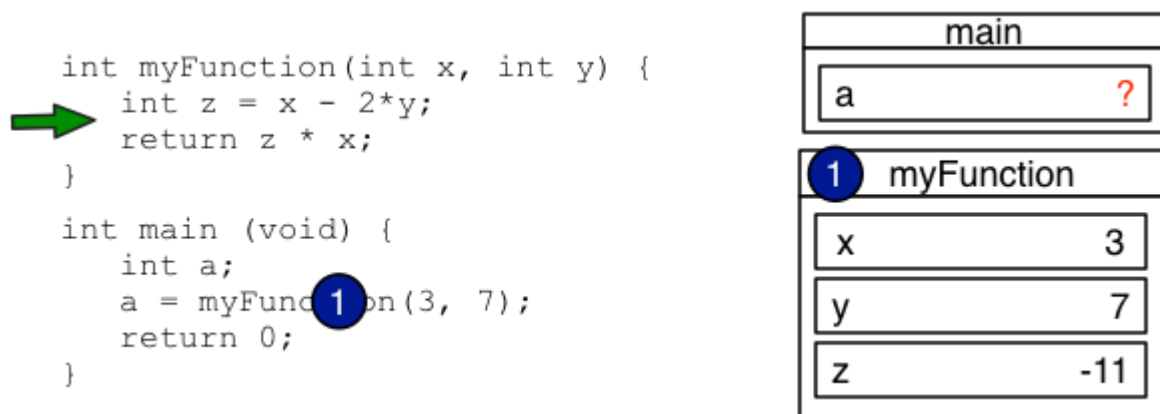 int myFunction(int x, int y) {
int z = x - 2*y;
return z * x;
}
int main (void) {
int a;
a = myFunc 1 on(3, 7);
return 0;
}
main
a ?
1 myFunction
x 3
y 7
z -11